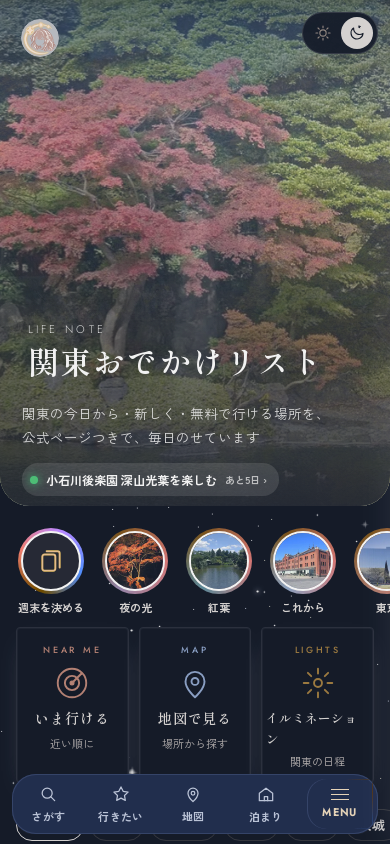 LIFE NOTE
関東おでかけリスト
関東の今日から・新しく・無料で行ける場所を、
公式ページつきで、毎日のせています
小石川後楽園 深山光葉を楽しむ あと5日 ›
週末を決める 夜の光 紅葉 これから
NEAR ME
いま行ける
近い順に
MAP
地図で見る
場所から探す
LIGHTS
イルミネーショ
ン
関東の日程
さがす 行きたい 地図 泊まり MENU